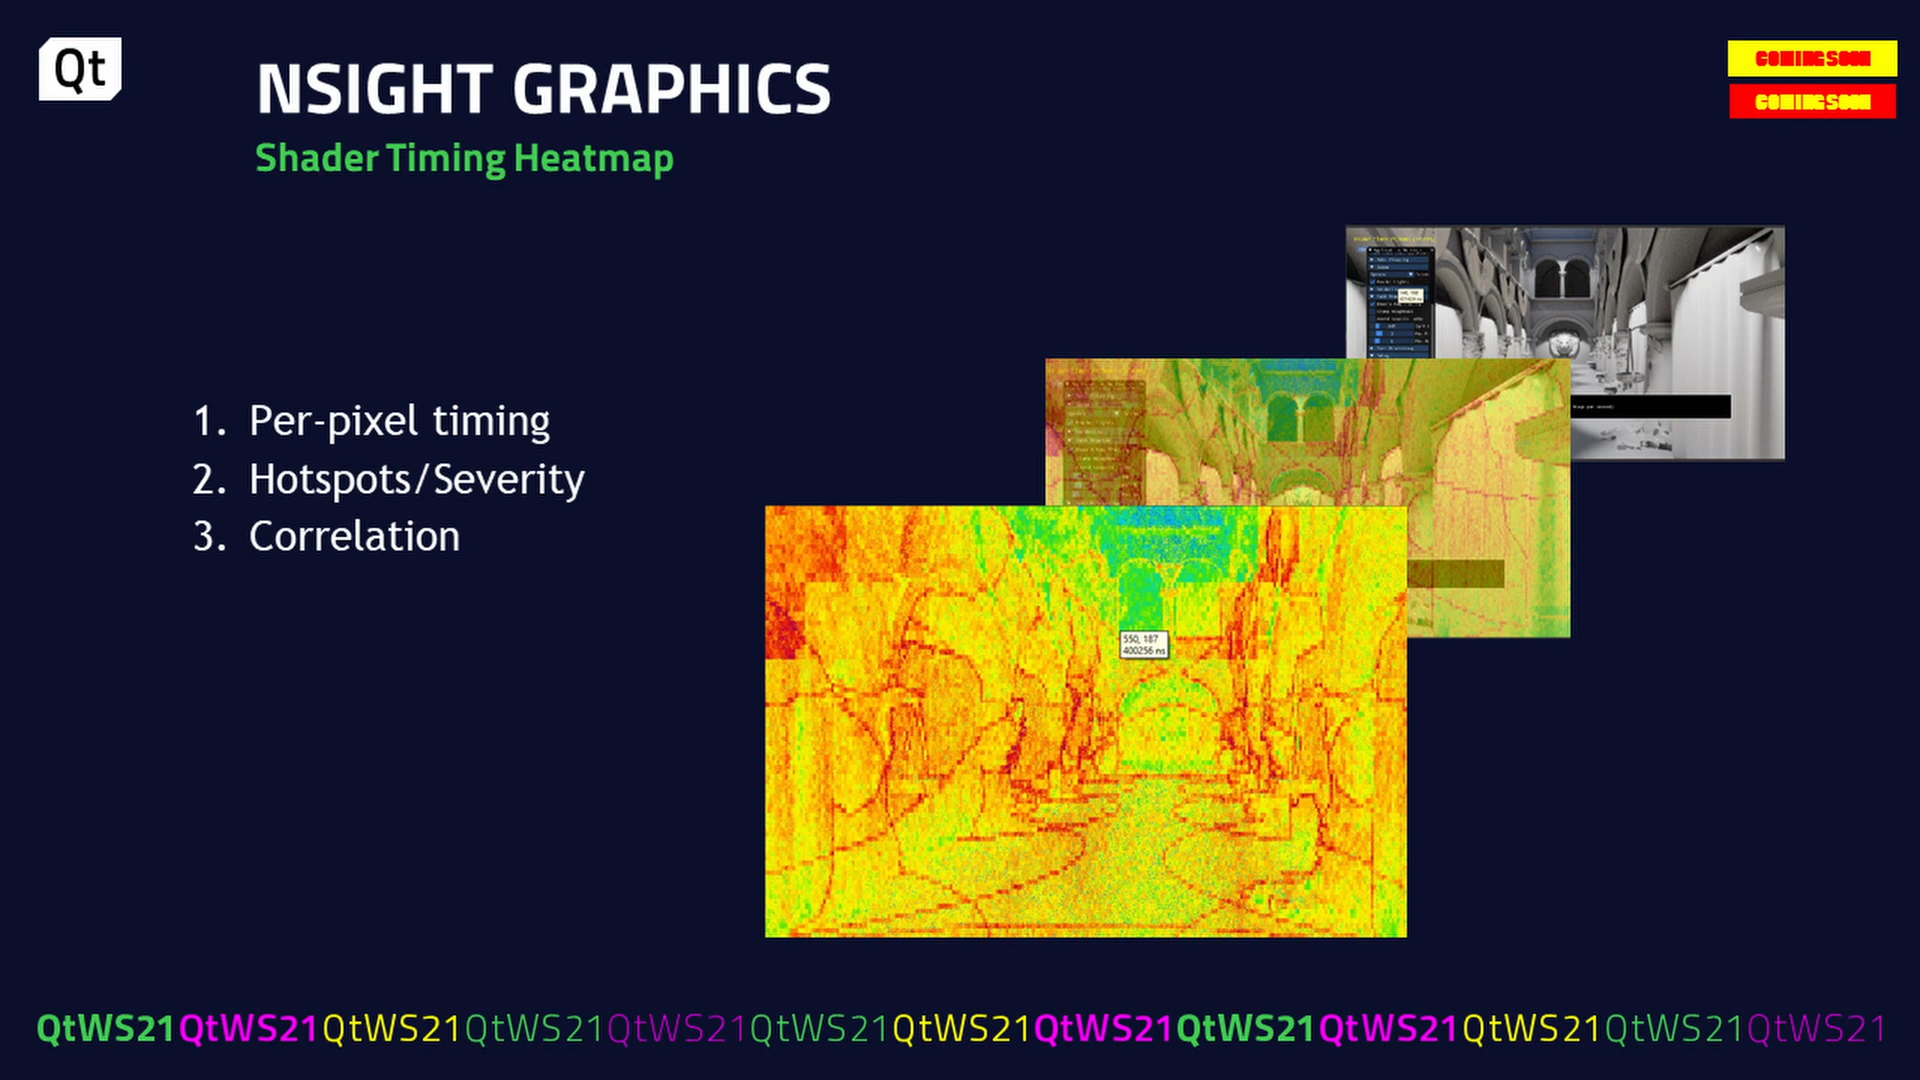 Qt
NSIGHT GRAPHICS
Shader Timing Heatmap
COMING SOON
COMING SOON
1. Per-pixel timing
2. Hotspots/Severity
3. Correlation
550, 187
400256 ns
QtWS21QtWS21QtWS21QtWS21QtWS21QtWS21QtWS21QtWS21QtWS21QtWS21QtWS21QtWS21QtWS21